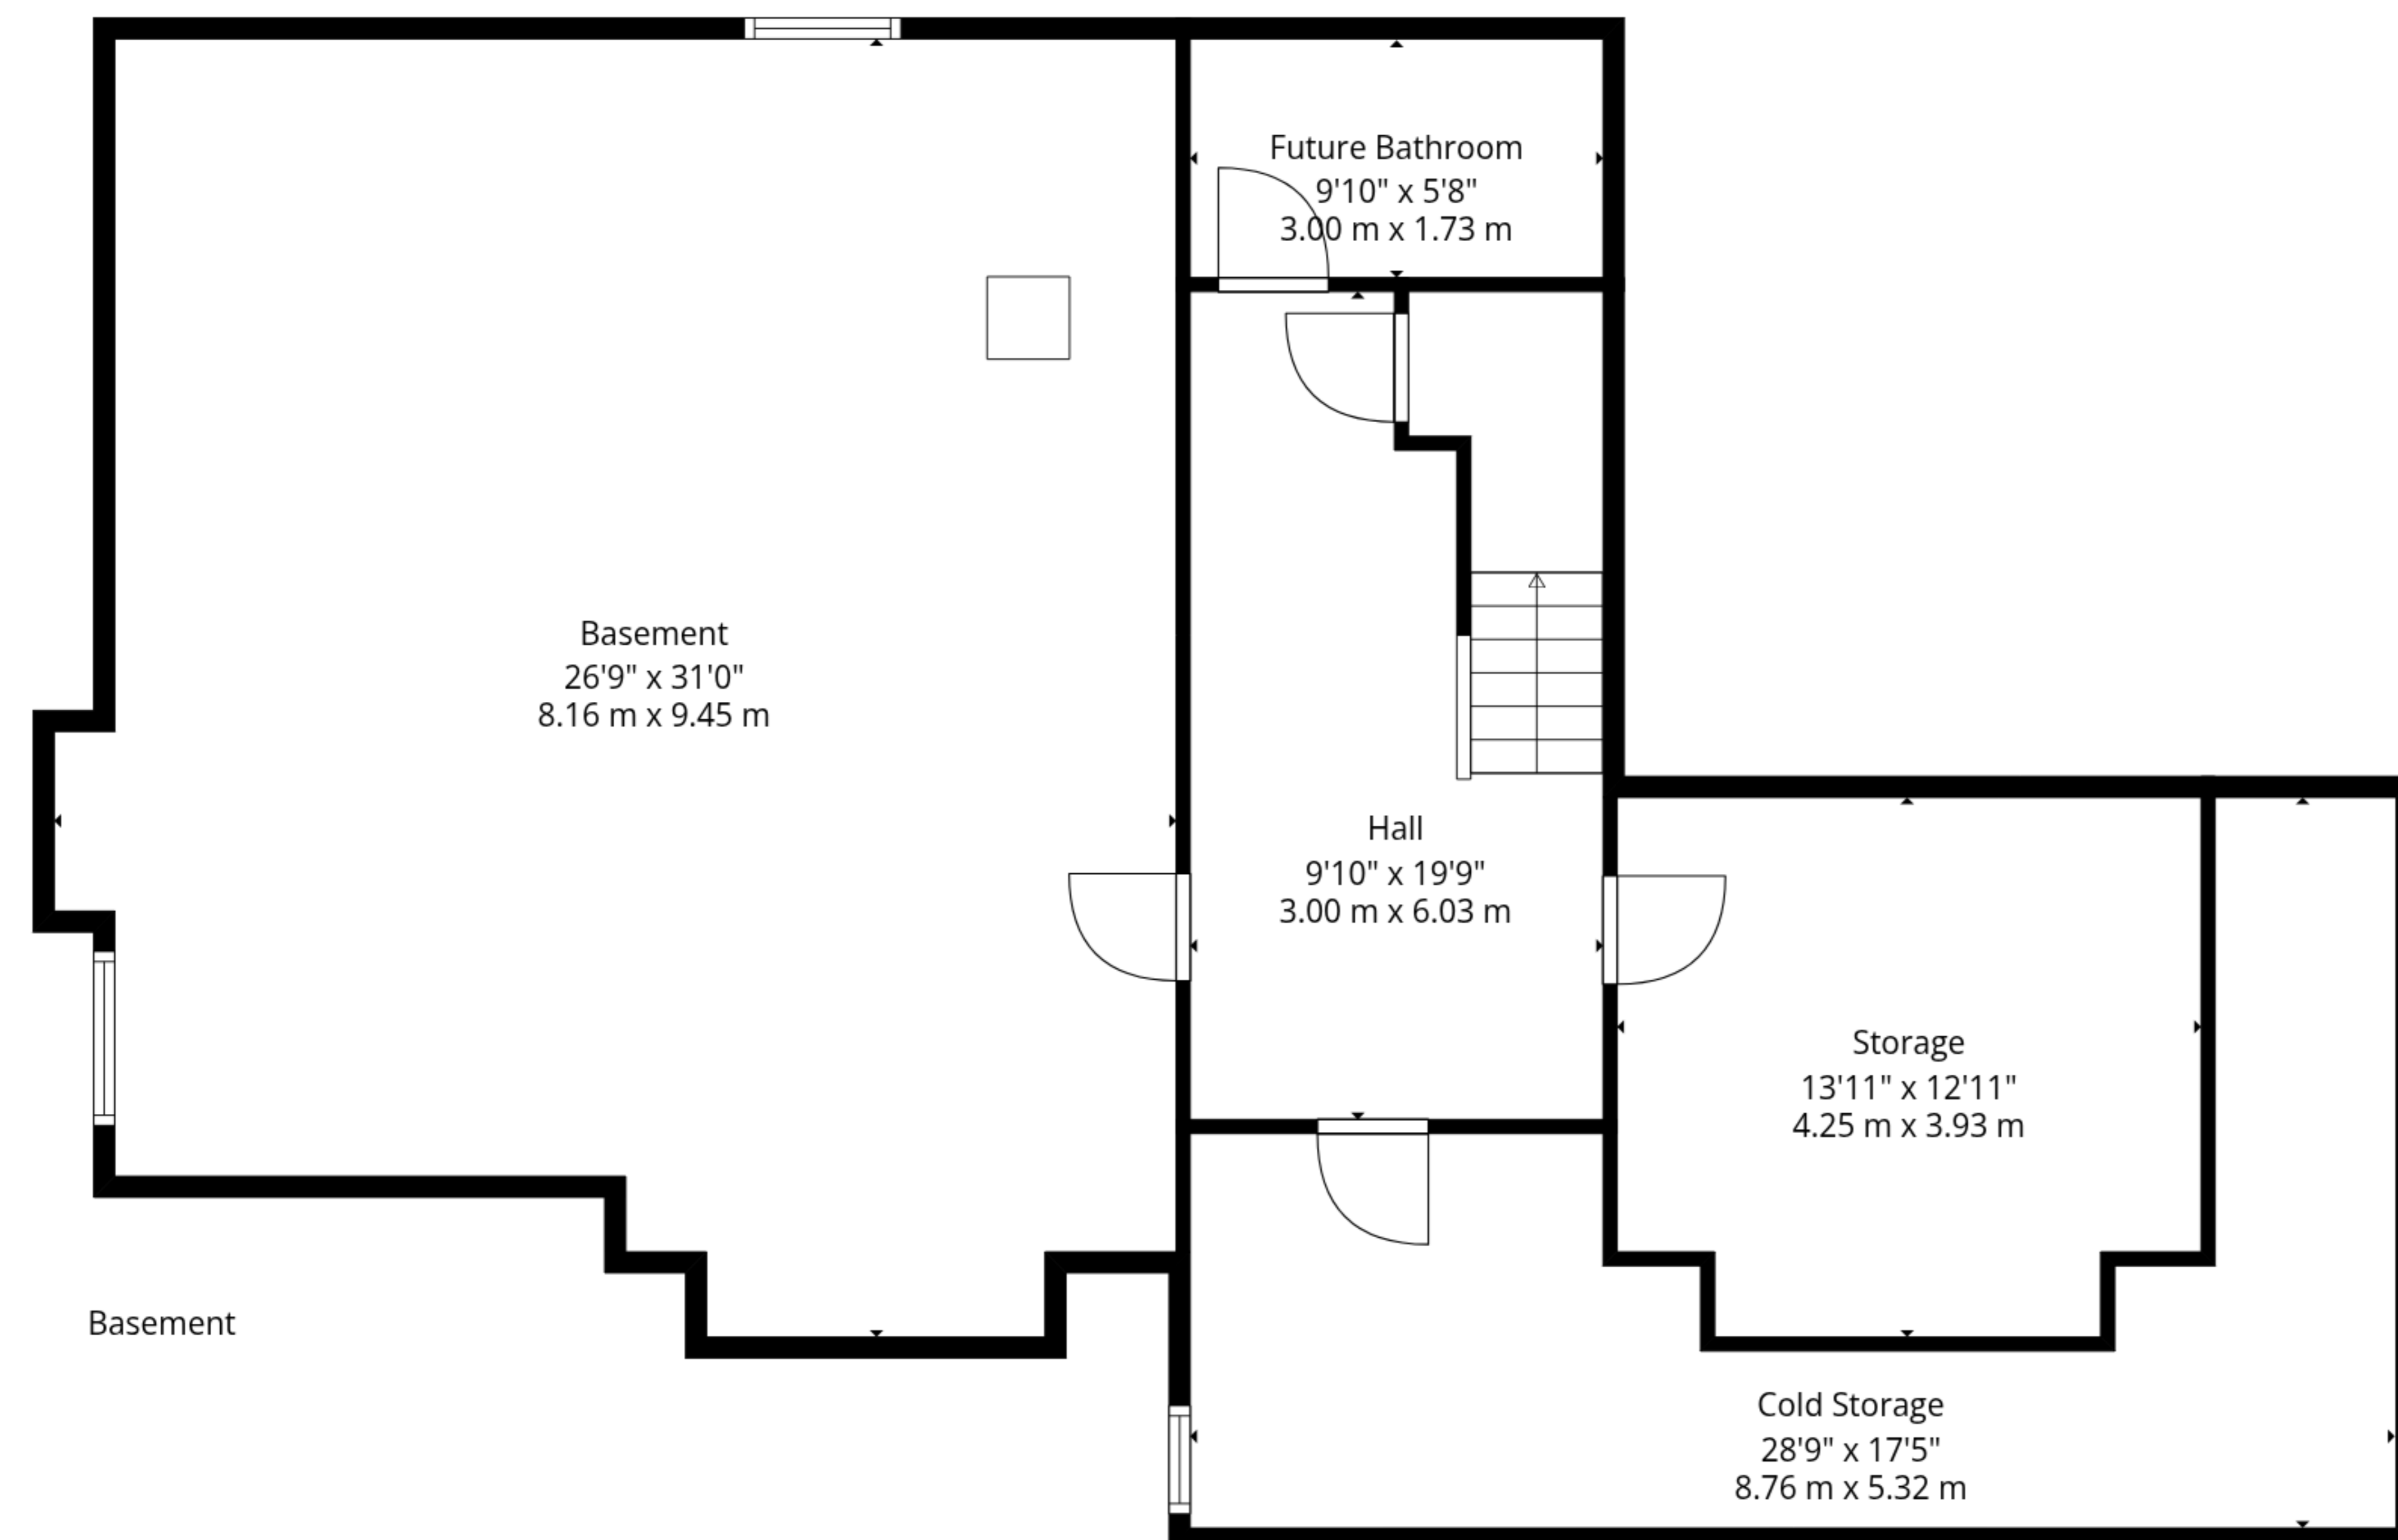 Future Bathroom
9'10" x 5'8"
3.00 m x 1.73 m
Basement
26'9" x 31'0"
8.16 m x 9.45 m
Hall
9'10" x 19'9"
3.00 m x 6.03 m
Storage
13'11" x 12'11"
4.25 m x 3.93 m
Basement
Cold Storage
28'9" x 17'5"
8.76 m x 5.32 m